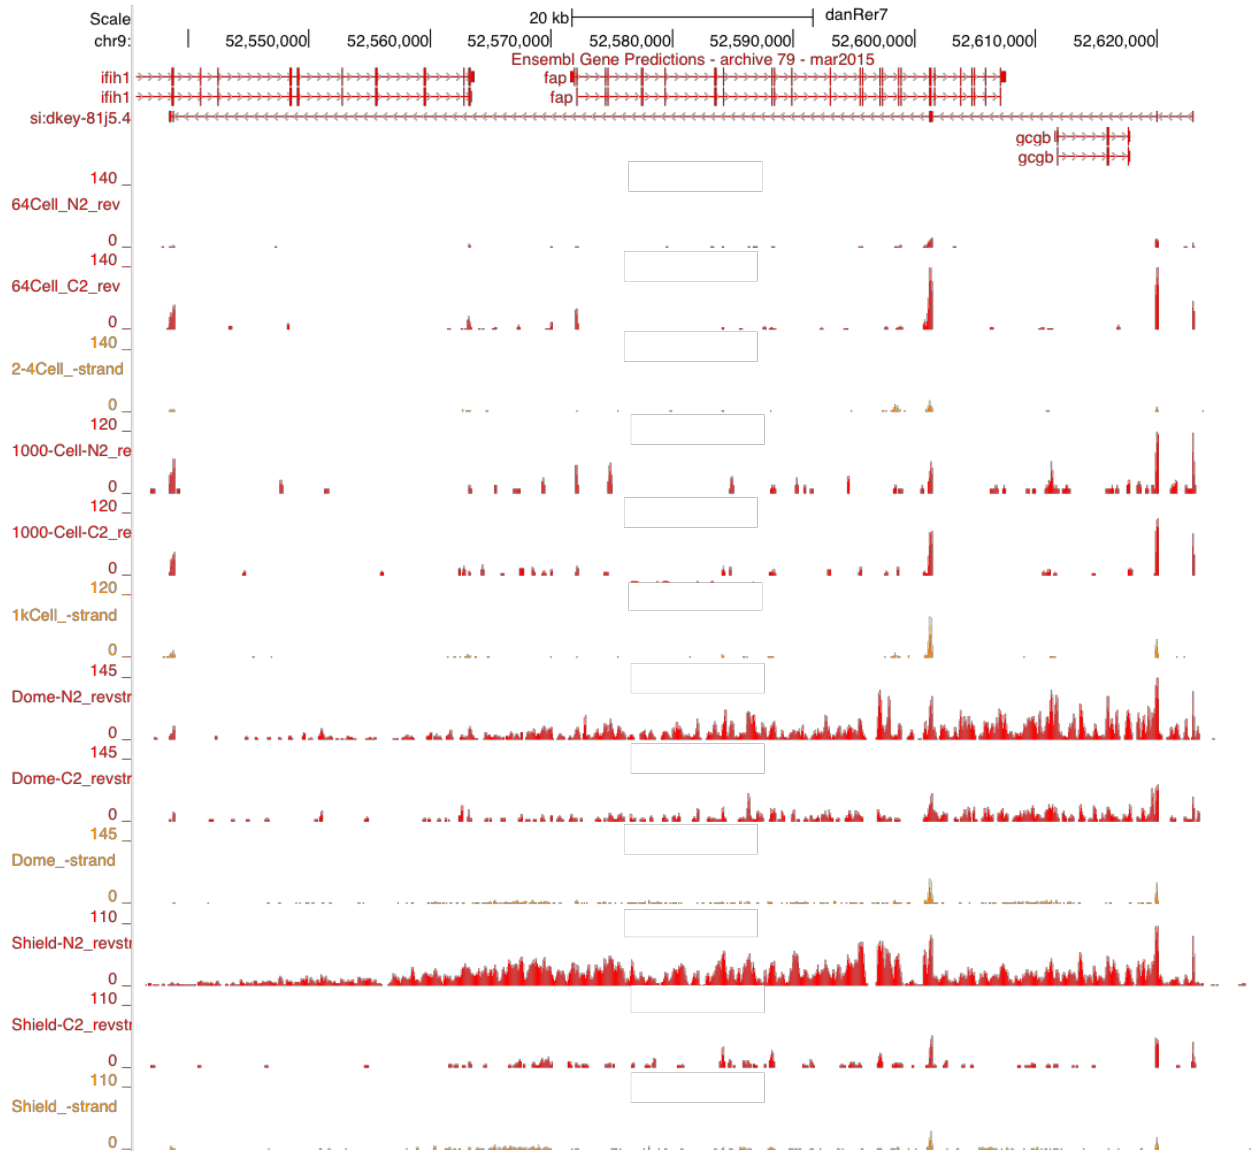 Scale 20 kb danRer7
chr9: 52,550,000 52,560,000 52,570,000 52,580,000 52,590,000 52,600,000 52,610,000 52,620,000
Ensembl Gene Predictions - archive 79 - mar2015
ifih1 fap
ifih1 fap
si:dkey-81j5.4
gcgb
gcgb
140
64Cell_N2_rev
0
140
64Cell_C2_rev
0
140
2-4Cell_-strand
0
120
1000-Cell-N2_re
0
120
1000-Cell-C2_re
0
120
1kCell_-strand
0
145
Dome-N2_revstr
0
145
Dome-C2_revstr
0
145
Dome_-strand
0
110
Shield-N2_revstr
0
110
Shield-C2_revstr
0
110
Shield_-strand
0